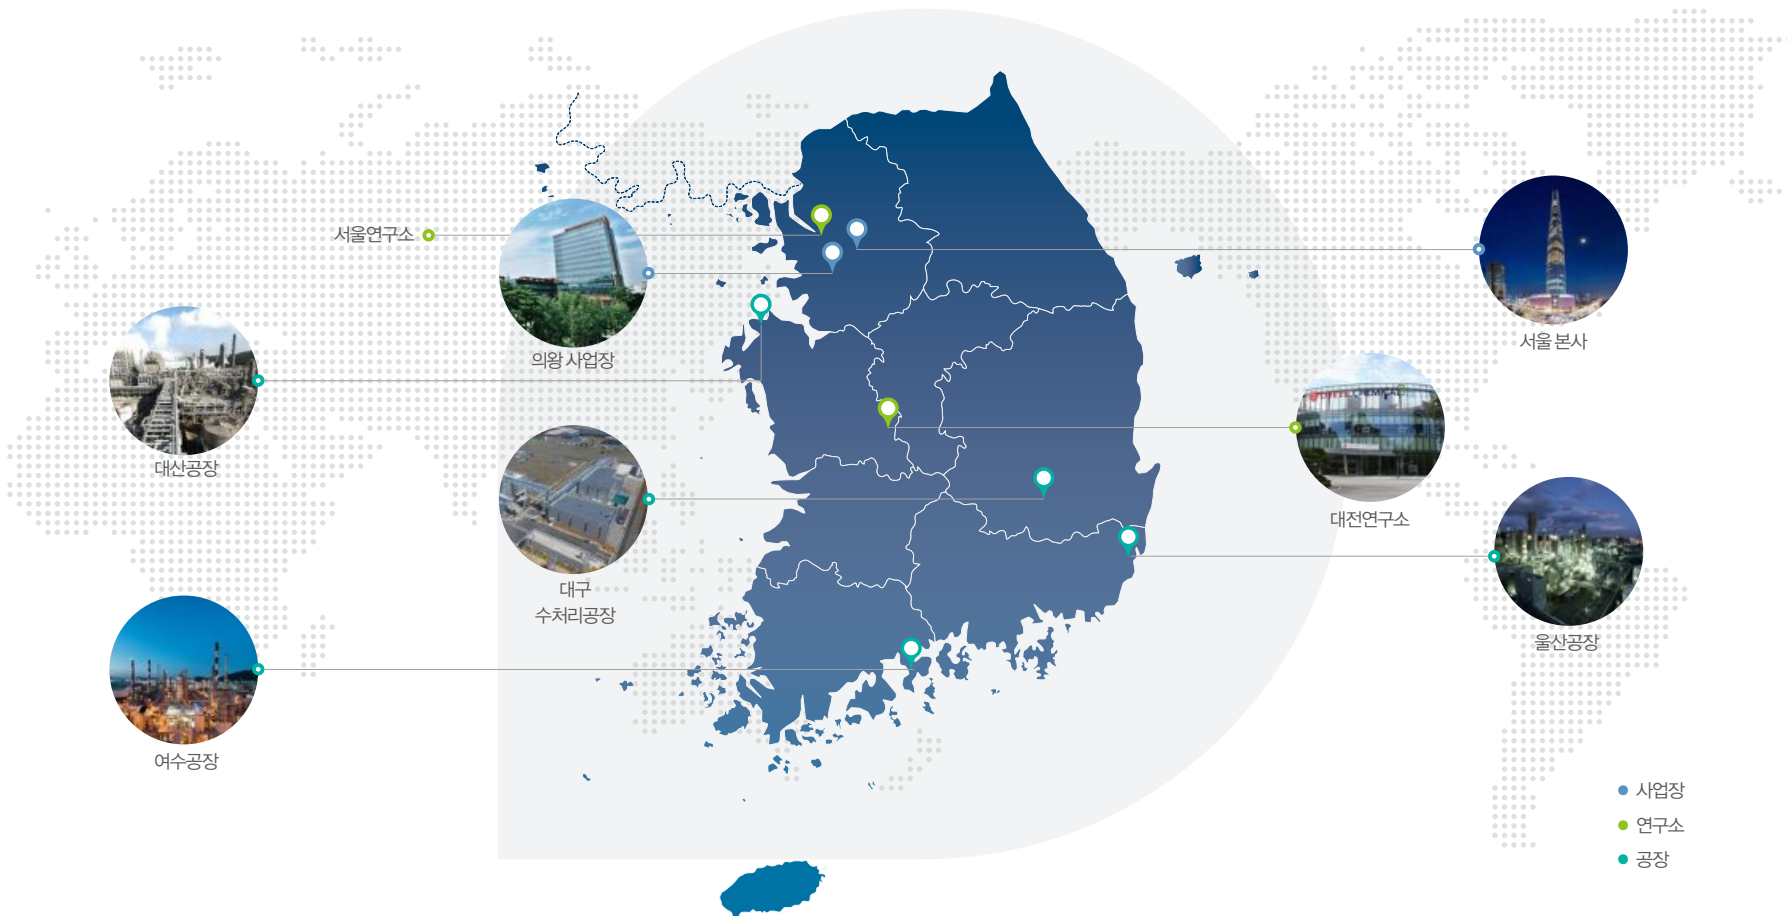 서울연구소
의왕 사업장
서울 본사
대산공장
LOTTE CHEMICAL
대전연구소
대구
수처리공장
울산공장
여수공장
사업장
연구소
공장